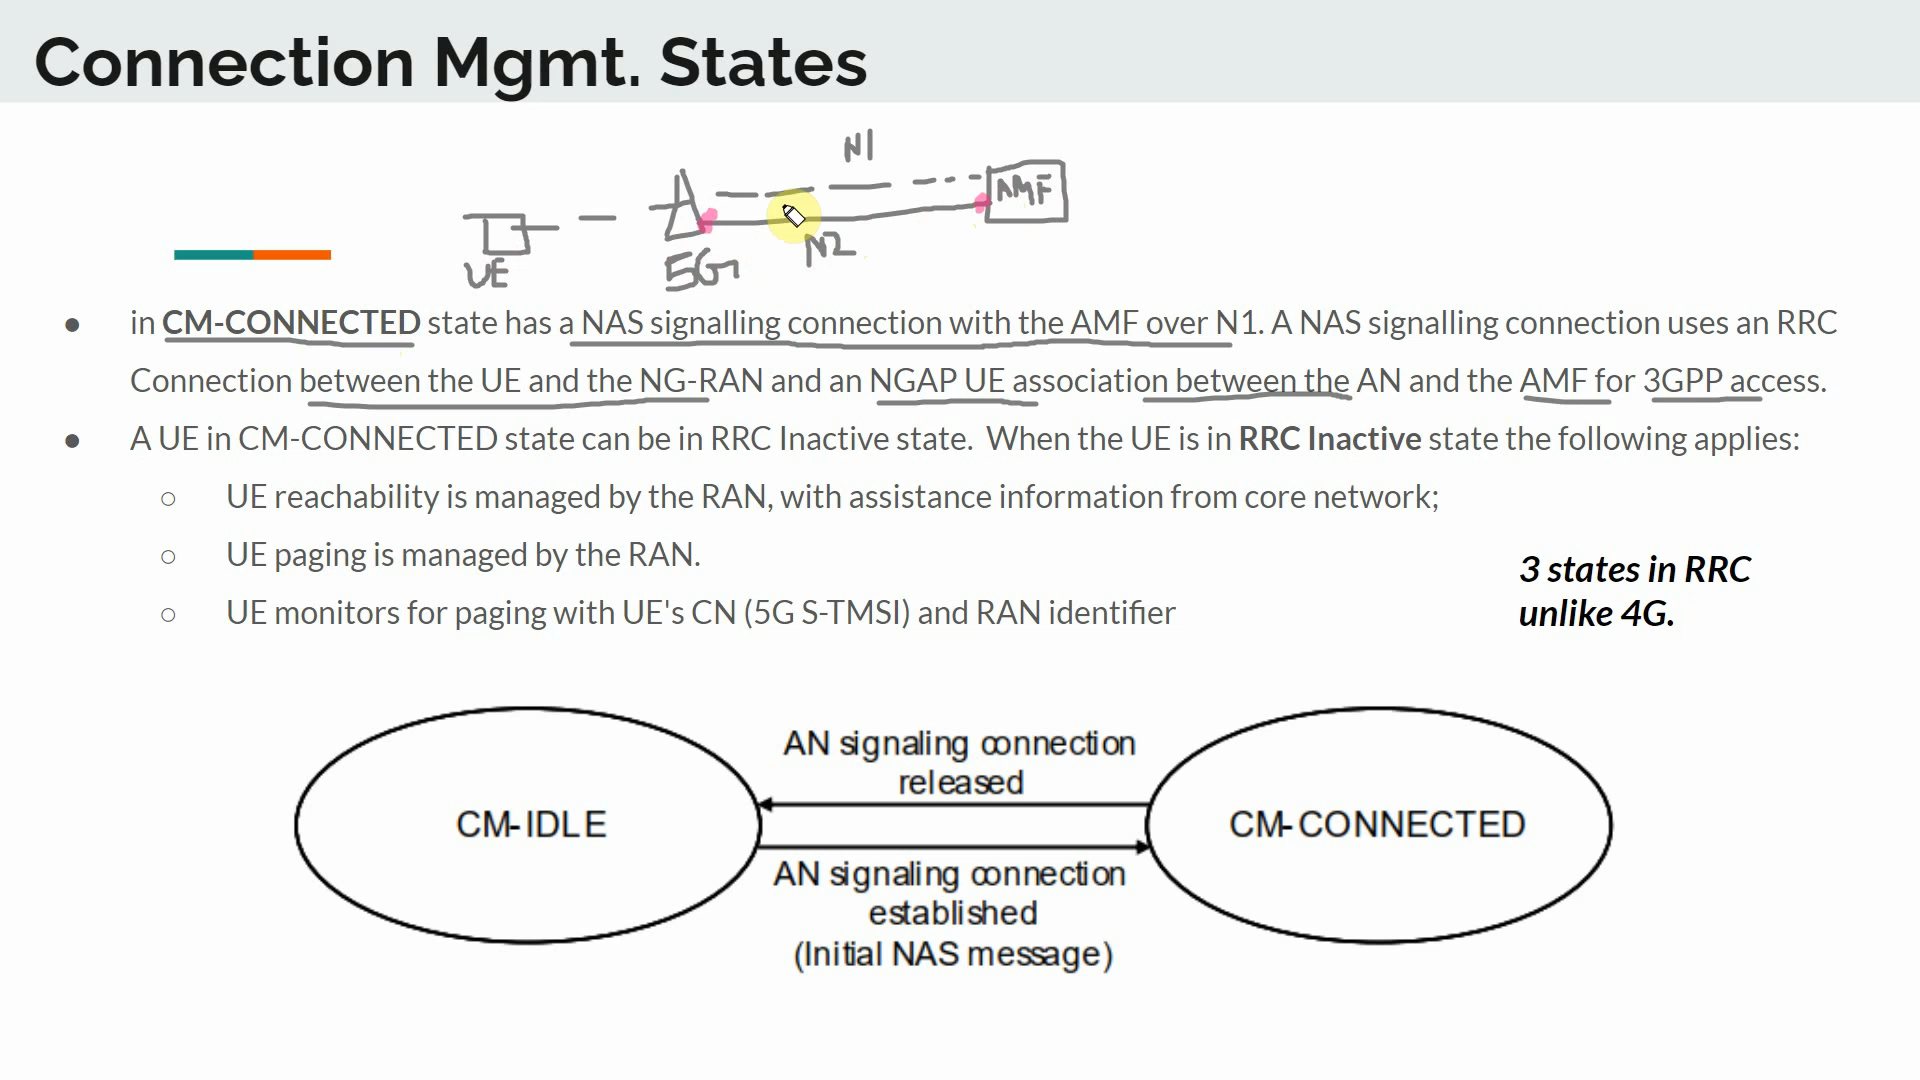 Connection Mgmt. States
N1
AMF
N2
5G
UE
● in CM-CONNECTED state has a NAS signalling connection with the AMF over N1. A NAS signalling connection uses an RRC
Connection between the UE and the NG-RAN and an NGAP UE association between the AN and the AMF for 3GPP access.
● A UE in CM-CONNECTED state can be in RRC Inactive state. When the UE is in RRC Inactive state the following applies:
○ UE reachability is managed by the RAN, with assistance information from core network;
○ UE paging is managed by the RAN.
○ UE monitors for paging with UE's CN (5G S-TMSI) and RAN identifier
3 states in RRC
unlike 4G.
AN signaling connection
released
CM-IDLE
CM-CONNECTED
AN signaling connection
established
(Initial NAS message)